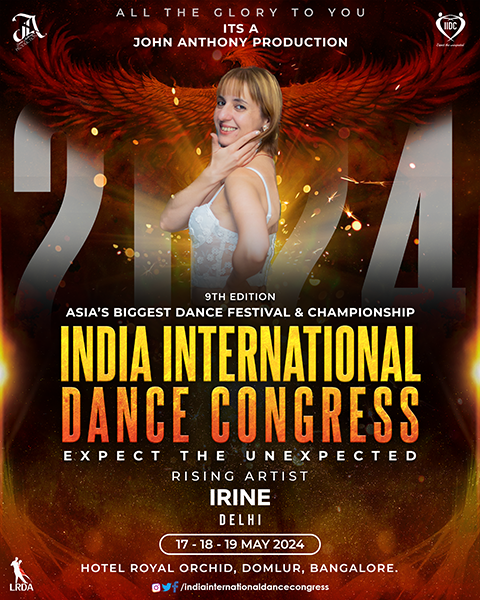 ALL THE GLORY TO YOU
ITS A
JOHN ANTHONY PRODUCTION
JA
IIDC
2024
9TH EDITION
ASIA'S BIGGEST DANCE FESTIVAL & CHAMPIONSHIP
INDIA INTERNATIONAL
DANCE CONGRESS
EXPECT THE UNEXPECTED
RISING ARTIST
IRINE
DELHI
17 - 18 - 19 MAY 2024
HOTEL ROYAL ORCHID, DOMLUR, BANGALORE.
LRDA
/indiainternationaldancecongress